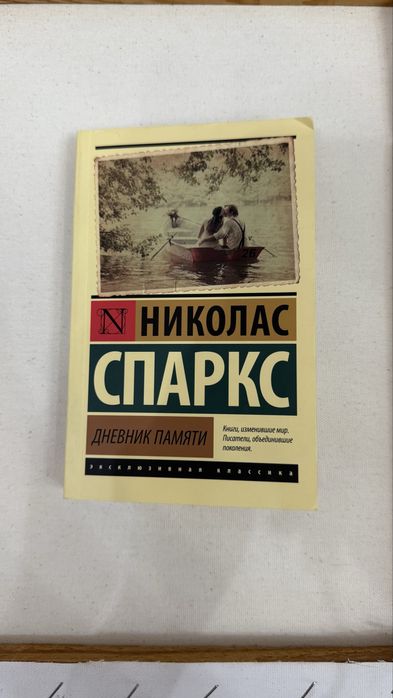 N НИКОЛАС
СПАРКС
ДНЕВНИК ПАМЯТИ
Книги, изменившие мир.
Писатели, объединившие
поколения.
эксклюзивная классика